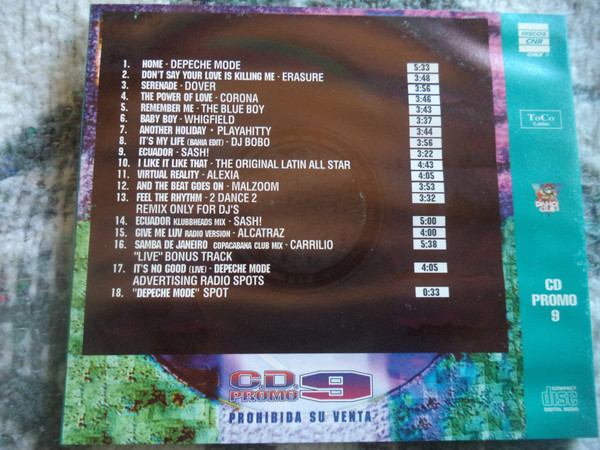 1. HOME - DEPECHE MODE 5:33
2. DON'T SAY YOUR LOVE IS KILLING ME - ERASURE 3:48
3. SERENADE - DOVER 3:56
4. THE POWER OF LOVE - CORONA 3:46
5. REMEMBER ME - THE BLUE BOY 3:43
6. BABY BOY - WHIGFIELD 3:37
7. ANOTHER HOLIDAY • PLAYAHITTY 3:44
8. IT'S MY LIFE (BAHIA EDIT) - DJ BOBO 3:56
9. ECUADOR - SASH! 3:22
10. I LIKE IT LIKE THAT - THE ORIGINAL LATIN ALL STAR 4:43
11. VIRTUAL REALITY - ALEXIA 4:05
12. AND THE BEAT GOES ON - MALZOOM 3:53
13. FEEL THE RHYTHM - 2 DANCE 2 3:32
REMIX ONLY FOR DJ'S
14. ECUADOR KLUBBHEADS MIX - SASH! 5:00
15. GIVE ME LUV RADIO VERSION - ALCATRAZ 4:00
16. SAMBA DE JANEIRO COPACABANA CLUB MIX - CARRILIO 5:38
"LIVE" BONUS TRACK
17. IT'S NO GOOD (LIVE) - DEPECHE MODE 4:05
ADVERTISING RADIO SPOTS
18. "DEPECHE MODE" SPOT 0:33
C.D. 9
PROMO
PROHIBIDA SU VENTA
DISCOS
CNR
CHILE
ToCo
Latino
DANCE
CLUB
CD
PROMO
9
COMPACT
disc
DIGITAL AUDIO